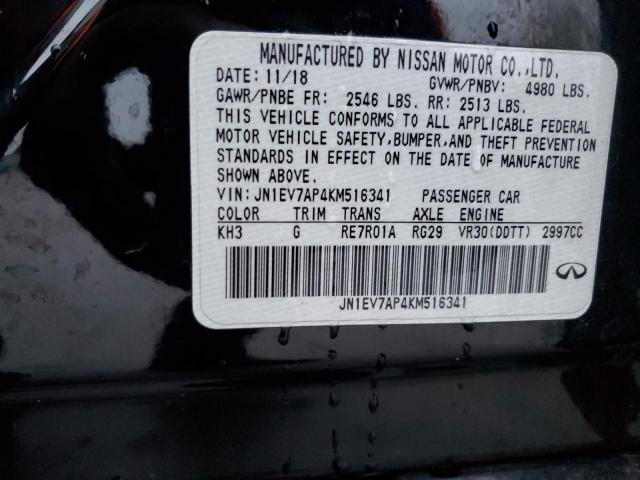 MANUFACTURED BY NISSAN MOTOR CO.,LTD.
DATE: 11/18 GVWR/PNBV: 4980 LBS.
GAWR/PNBE FR: 2546 LBS. RR: 2513 LBS.
THIS VEHICLE CONFORMS TO ALL APPLICABLE FEDERAL
MOTOR VEHICLE SAFETY,BUMPER,AND THEFT PREVENTION
STANDARDS IN EFFECT ON THE DATE OF MANUFACTURE
SHOWN ABOVE.
VIN: JN1EV7AP4KM516341 PASSENGER CAR
COLOR TRIM TRANS AXLE ENGINE
KH3 G RE7R01A RG29 VR30(DDTT) 2997CC
JN1EV7AP4KM516341